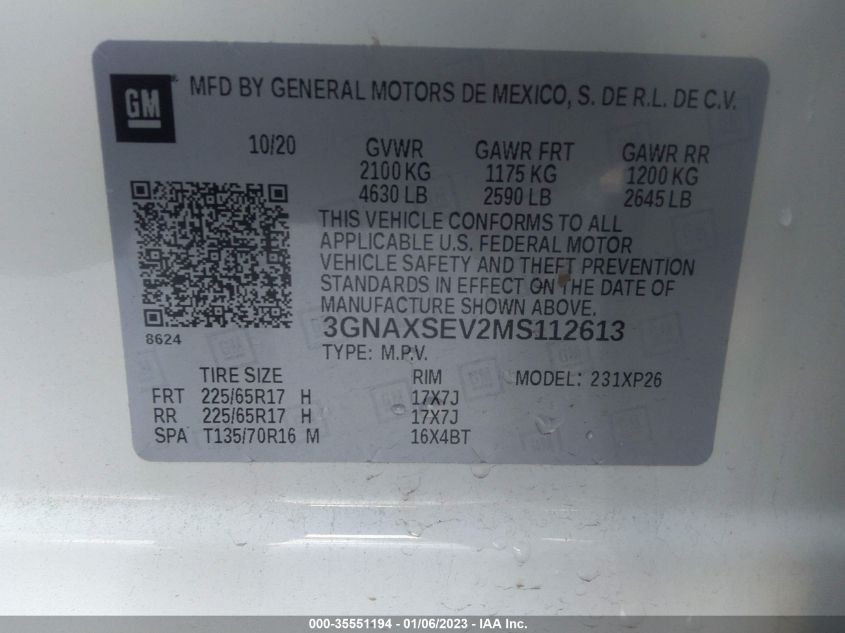 GM
MFD BY GENERAL MOTORS DE MEXICO, S. DE R.L. DE C.V.
10/20 GVWR GAWR FRT GAWR RR
2100 KG 1175 KG 1200 KG
4630 LB 2590 LB 2645 LB
THIS VEHICLE CONFORMS TO ALL
APPLICABLE U.S. FEDERAL MOTOR
VEHICLE SAFETY AND THEFT PREVENTION
STANDARDS IN EFFECT ON THE DATE OF
MANUFACTURE SHOWN ABOVE.
8624 3GNAXSEV2MS112613
TYPE: M.P.V.
TIRE SIZE RIM MODEL: 231XP26
FRT 225/65R17 H 17X7J
RR 225/65R17 H 17X7J
SPA T135/70R16 M 16X4BT
000-35551194 - 01/06/2023 - IAA Inc.